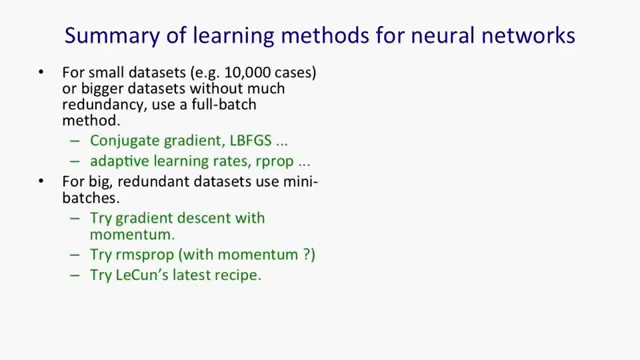 Summary of learning methods for neural networks
• For small datasets (e.g. 10,000 cases)
or bigger datasets without much
redundancy, use a full-batch
method.
– Conjugate gradient, LBFGS ...
– adaptive learning rates, rprop ...
• For big, redundant datasets use mini-
batches.
– Try gradient descent with
momentum.
– Try rmsprop (with momentum ?)
– Try LeCun's latest recipe.